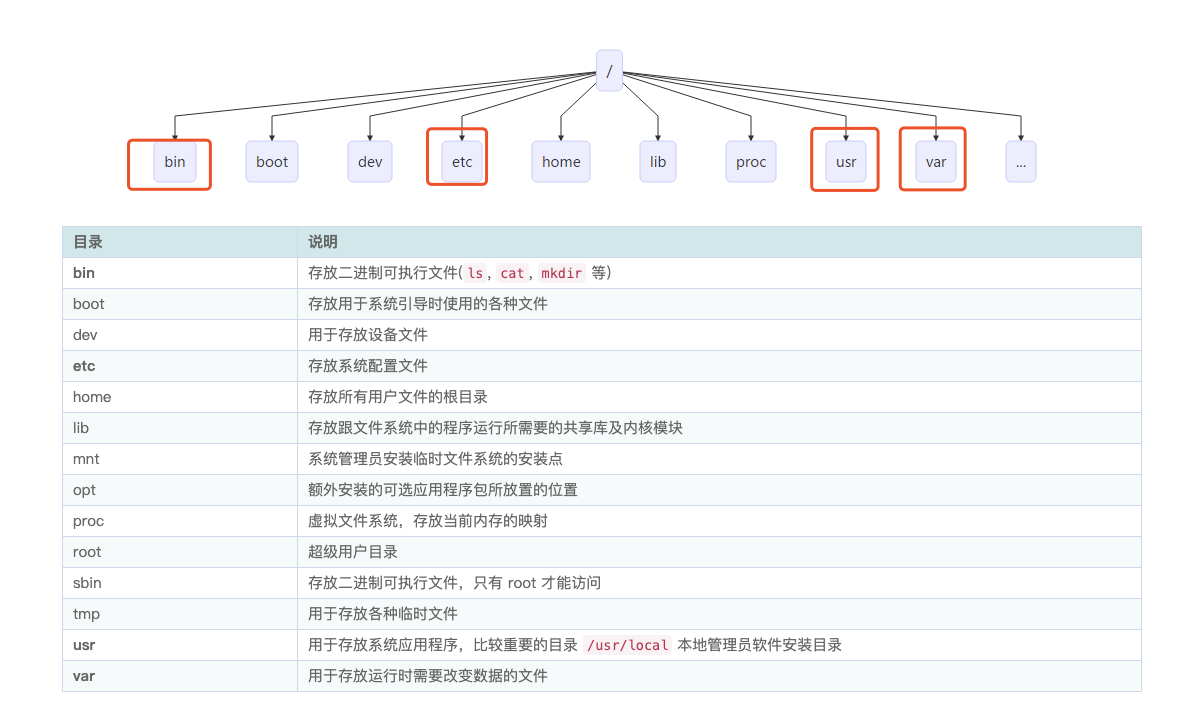 /
bin boot dev etc home lib proc usr var ...
目录 说明
bin 存放二进制可执行文件(ls, cat, mkdir 等)
boot 存放用于系统引导时使用的各种文件
dev 用于存放设备文件
etc 存放系统配置文件
home 存放所有用户文件的根目录
lib 存放跟文件系统中的程序运行所需要的共享库及内核模块
mnt 系统管理员安装临时文件系统的安装点
opt 额外安装的可选应用程序包所放置的位置
proc 虚拟文件系统，存放当前内存的映射
root 超级用户目录
sbin 存放二进制可执行文件，只有 root 才能访问
tmp 用于存放各种临时文件
usr 用于存放系统应用程序，比较重要的目录 /usr/local 本地管理员软件安装目录
var 用于存放运行时需要改变数据的文件